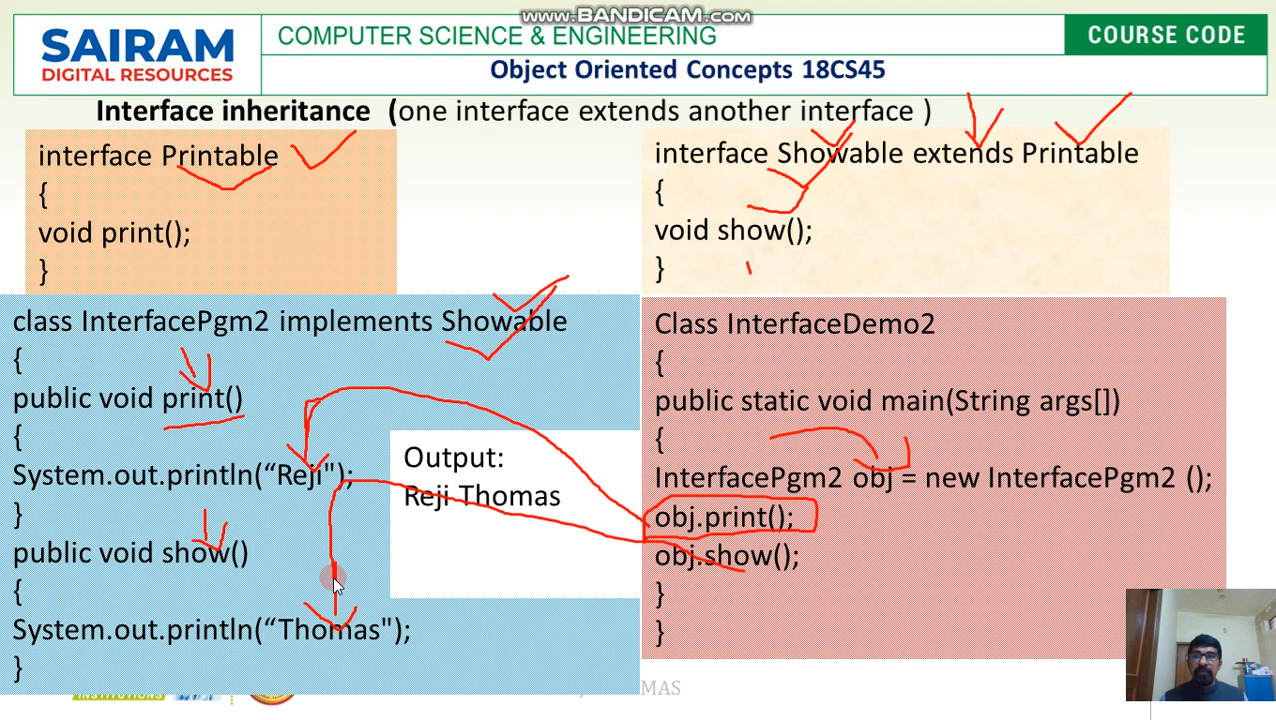 www.BANDICAM.com
SAIRAM
DIGITAL RESOURCES
COMPUTER SCIENCE & ENGINEERING
COURSE CODE
Object Oriented Concepts 18CS45
Interface inheritance (one interface extends another interface )
interface Printable
{
void print();
}
interface Showable extends Printable
{
void show();
}
class InterfacePgm2 implements Showable
{
public void print()
{
System.out.println(“Reji");
}
public void show()
{
System.out.println(“Thomas");
}
Output:
Reji Thomas
Class InterfaceDemo2
{
public static void main(String args[])
{
InterfacePgm2 obj = new InterfacePgm2 ();
obj.print();
obj.show();
}
}
INSTITUTIONS
MAS